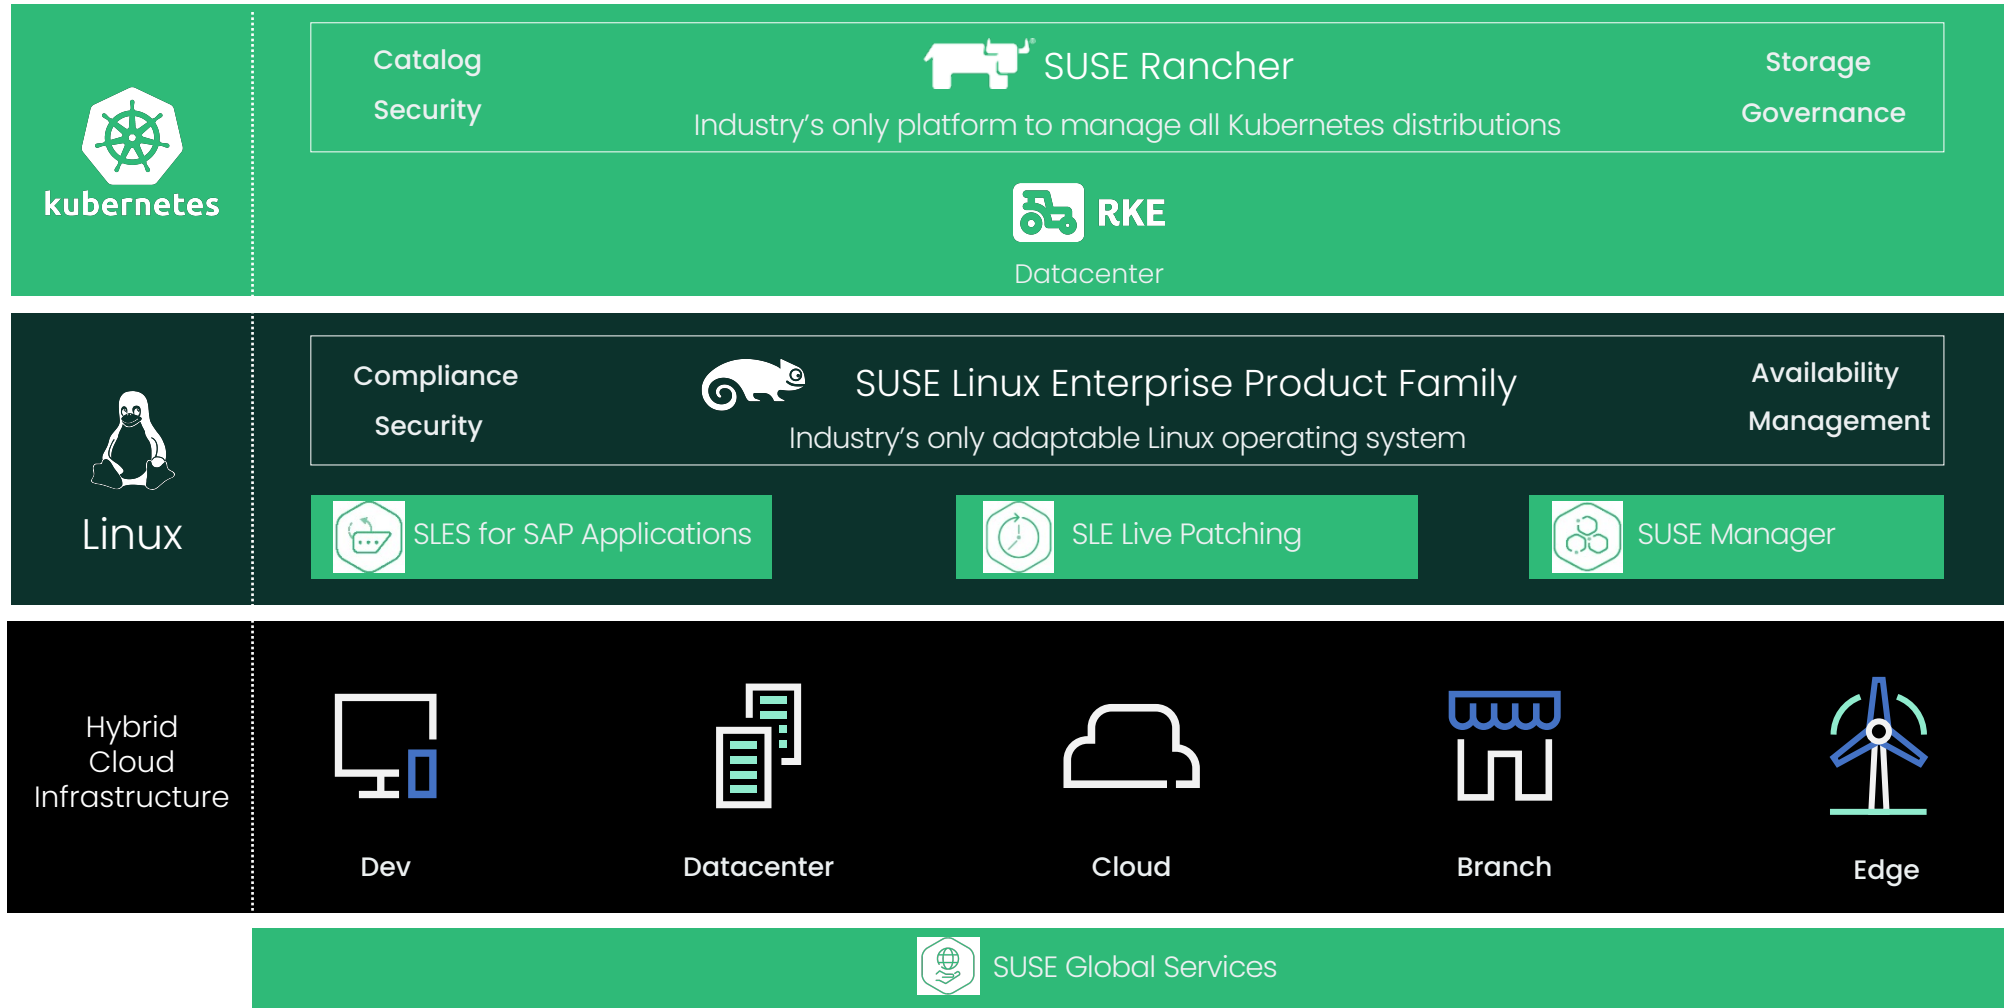 kubernetes
Catalog
Security
SUSE Rancher
Industry's only platform to manage all Kubernetes distributions
Storage
Governance
RKE
Datacenter
Linux
Compliance
Security
SUSE Linux Enterprise Product Family
Industry's only adaptable Linux operating system
Availability
Management
SLES for SAP Applications
SLE Live Patching
SUSE Manager
Hybrid
Cloud
Infrastructure
Dev
Datacenter
Cloud
Branch
Edge
SUSE Global Services